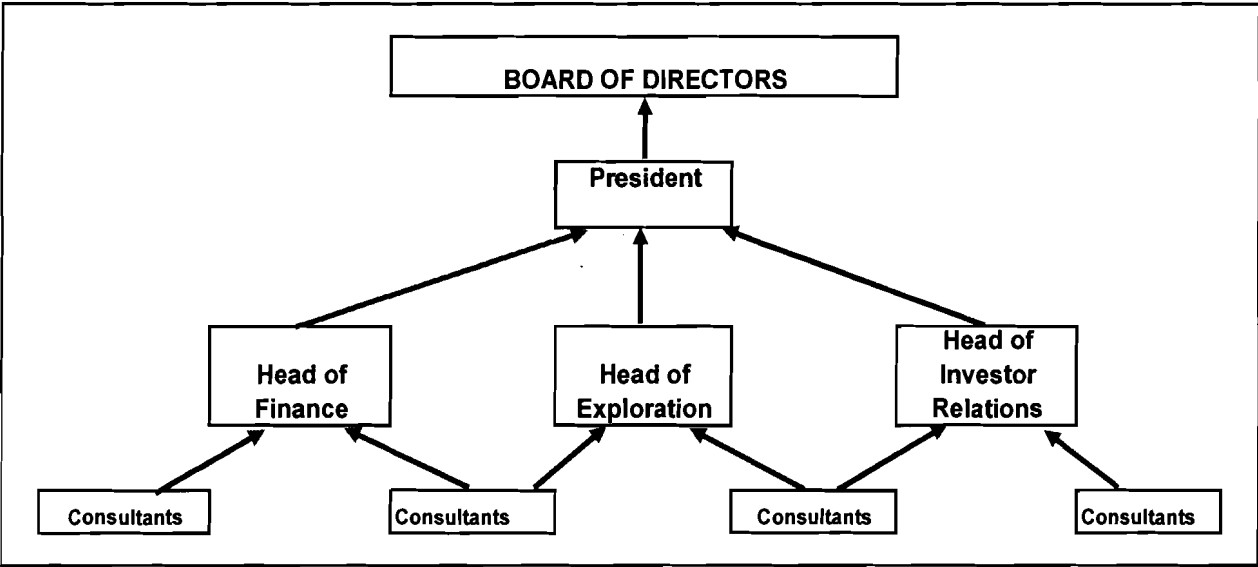 BOARD OF DIRECTORS
President
Head of
Finance
Head of
Exploration
Head of
Investor
Relations
Consultants
Consultants
Consultants
Consultants